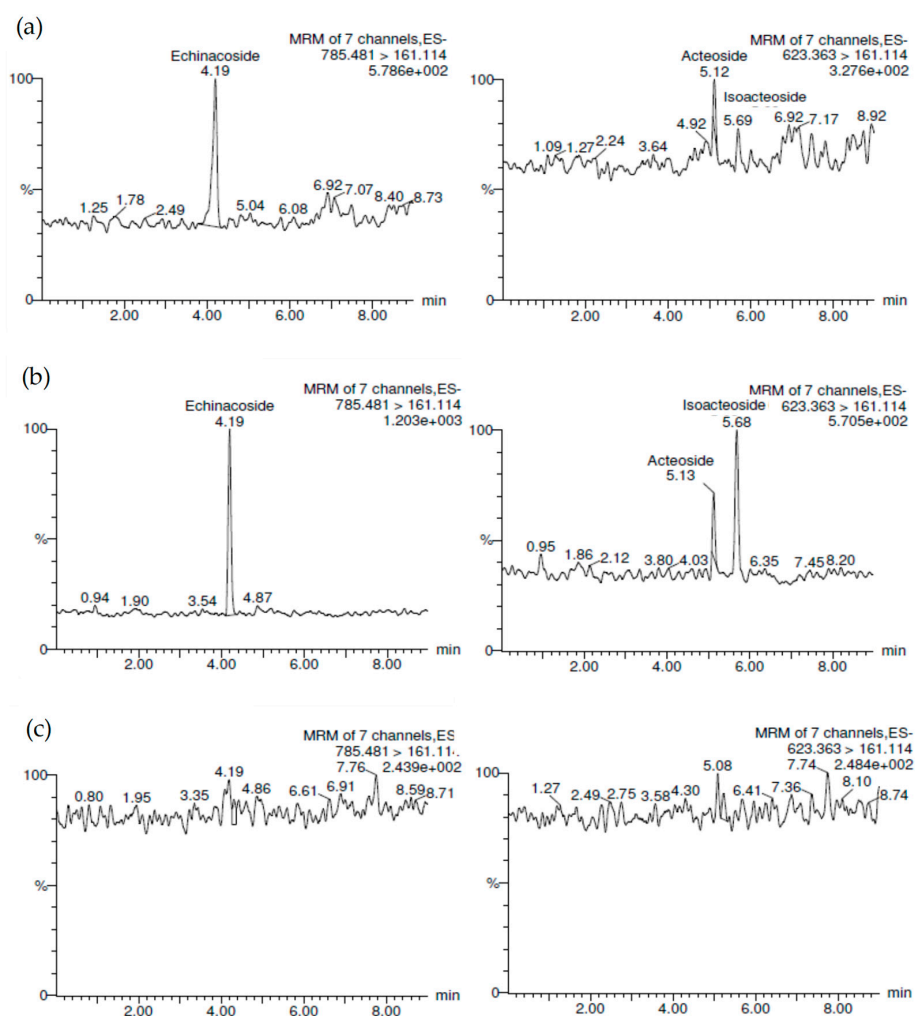 (a)
MRM of 7 channels,ES-
785.481 > 161.114
5.786e+002
Echinacoside
4.19
100
%
0
1.25
1.78
2.49
5.04
6.08
6.92
7.07
8.40
8.73
2.00
4.00
6.00
8.00
min
MRM of 7 channels,ES-
623.363 > 161.114
3.276e+002
Acteoside
5.12
Isoacteoside
5.69
100
%
0
1.09
1.27
2.24
3.64
4.92
6.92
7.17
8.92
2.00
4.00
6.00
8.00
min
(b)
MRM of 7 channels,ES-
785.481 > 161.114
1.203e+003
Echinacoside
4.19
100
%
0
0.94
1.90
3.54
4.87
2.00
4.00
6.00
8.00
min
MRM of 7 channels,ES-
623.363 > 161.114
5.705e+002
Isoacteoside
5.68
Acteoside
5.13
100
%
0
0.95
1.86
2.12
3.80
4.03
6.35
7.45
8.20
2.00
4.00
6.00
8.00
min
(c)
MRM of 7 channels,ES
785.481 > 161.11
7.76
2.439e+002
100
%
0
0.80
1.95
3.35
4.19
4.86
6.61
6.91
8.59
8.71
2.00
4.00
6.00
8.00
min
MRM of 7 channels,ES-
623.363 > 161.114
7.74
2.484e+002
100
%
0
1.27
2.49
2.75
3.58
4.30
5.08
6.41
7.36
8.10
8.74
2.00
4.00
6.00
8.00
min